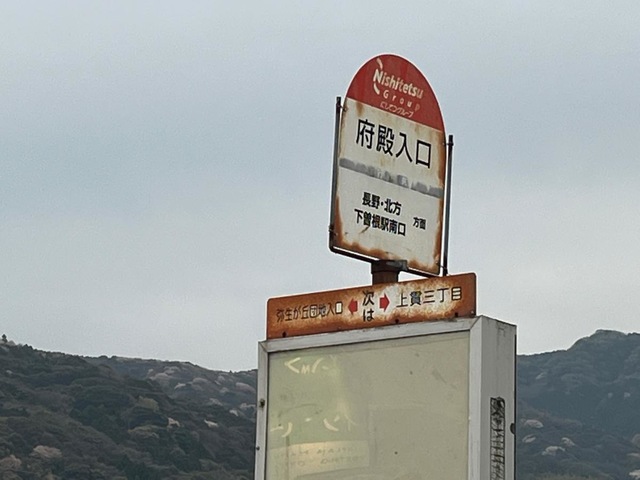 Nishitetsu
Group
にしてつグループ
府殿入口
長野・北方
下曽根駅南口 方面
弥生が丘団地入口 次は 上貫三丁目